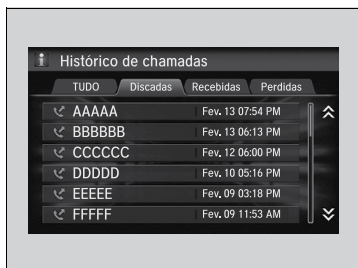 Histórico de chamadas
TUDO Discadas Recebidas Perdidas
AAAAA Fev. 13 07:54 PM
BBBBBB Fev. 13 06:13 PM
CCCCCC Fev. 12 06:00 PM
DDDDD Fev. 10 05:16 PM
EEEEE Fev. 09 03:18 PM
FFFFF Fev. 09 11:53 AM